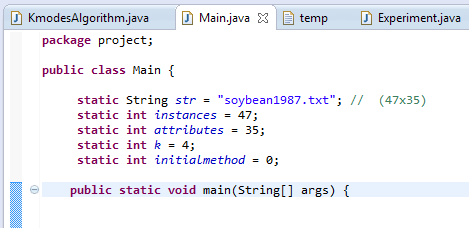 KmodesAlgorithm.java Main.java temp Experiment.java
package project;
public class Main {
static String str = "soybean1987.txt"; // (47x35)
static int instances = 47;
static int attributes = 35;
static int k = 4;
static int initialmethod = 0;
public static void main(String[] args) {